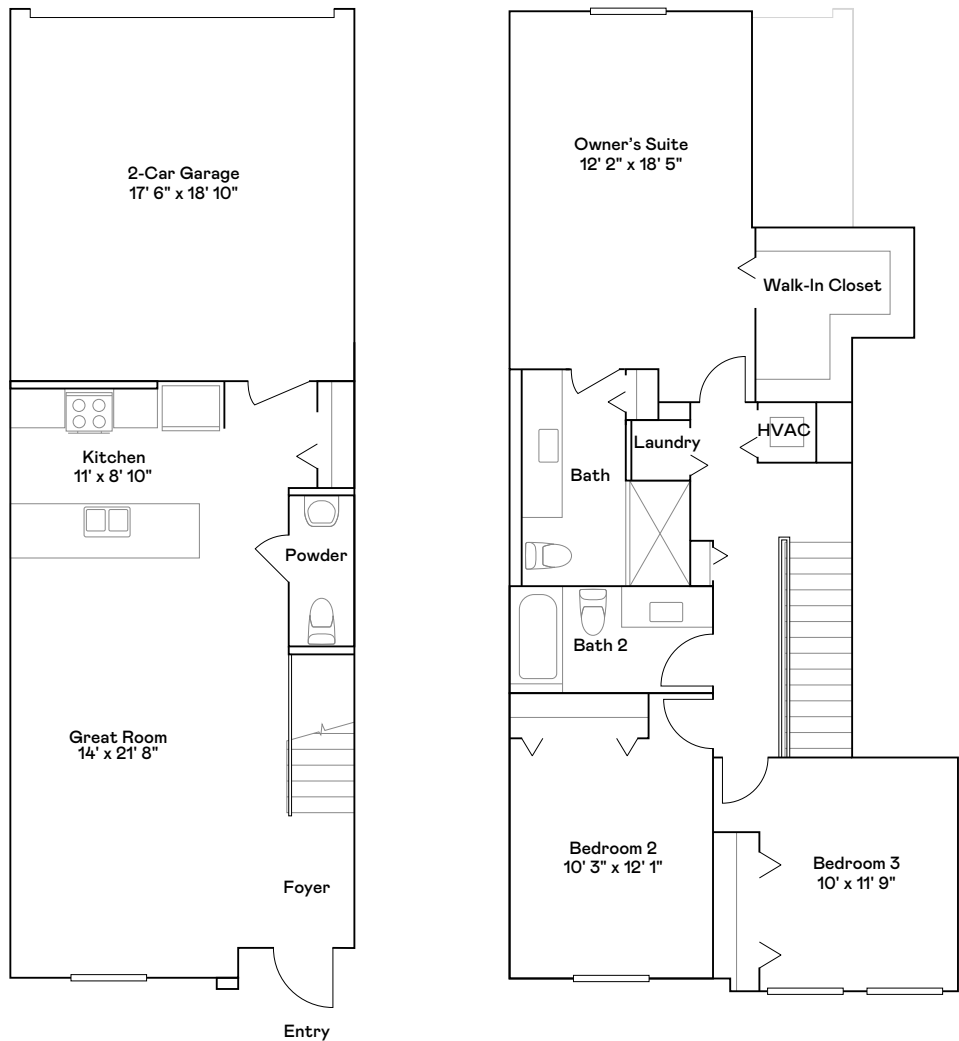 2-Car Garage
17' 6" x 18' 10"
Kitchen
11' x 8' 10"
Powder
Great Room
14' x 21' 8"
Foyer
Entry
Owner's Suite
12' 2" x 18' 5"
Walk-In Closet
HVAC
Laundry
Bath
Bath 2
Bedroom 2
10' 3" x 12' 1"
Bedroom 3
10' x 11' 9"